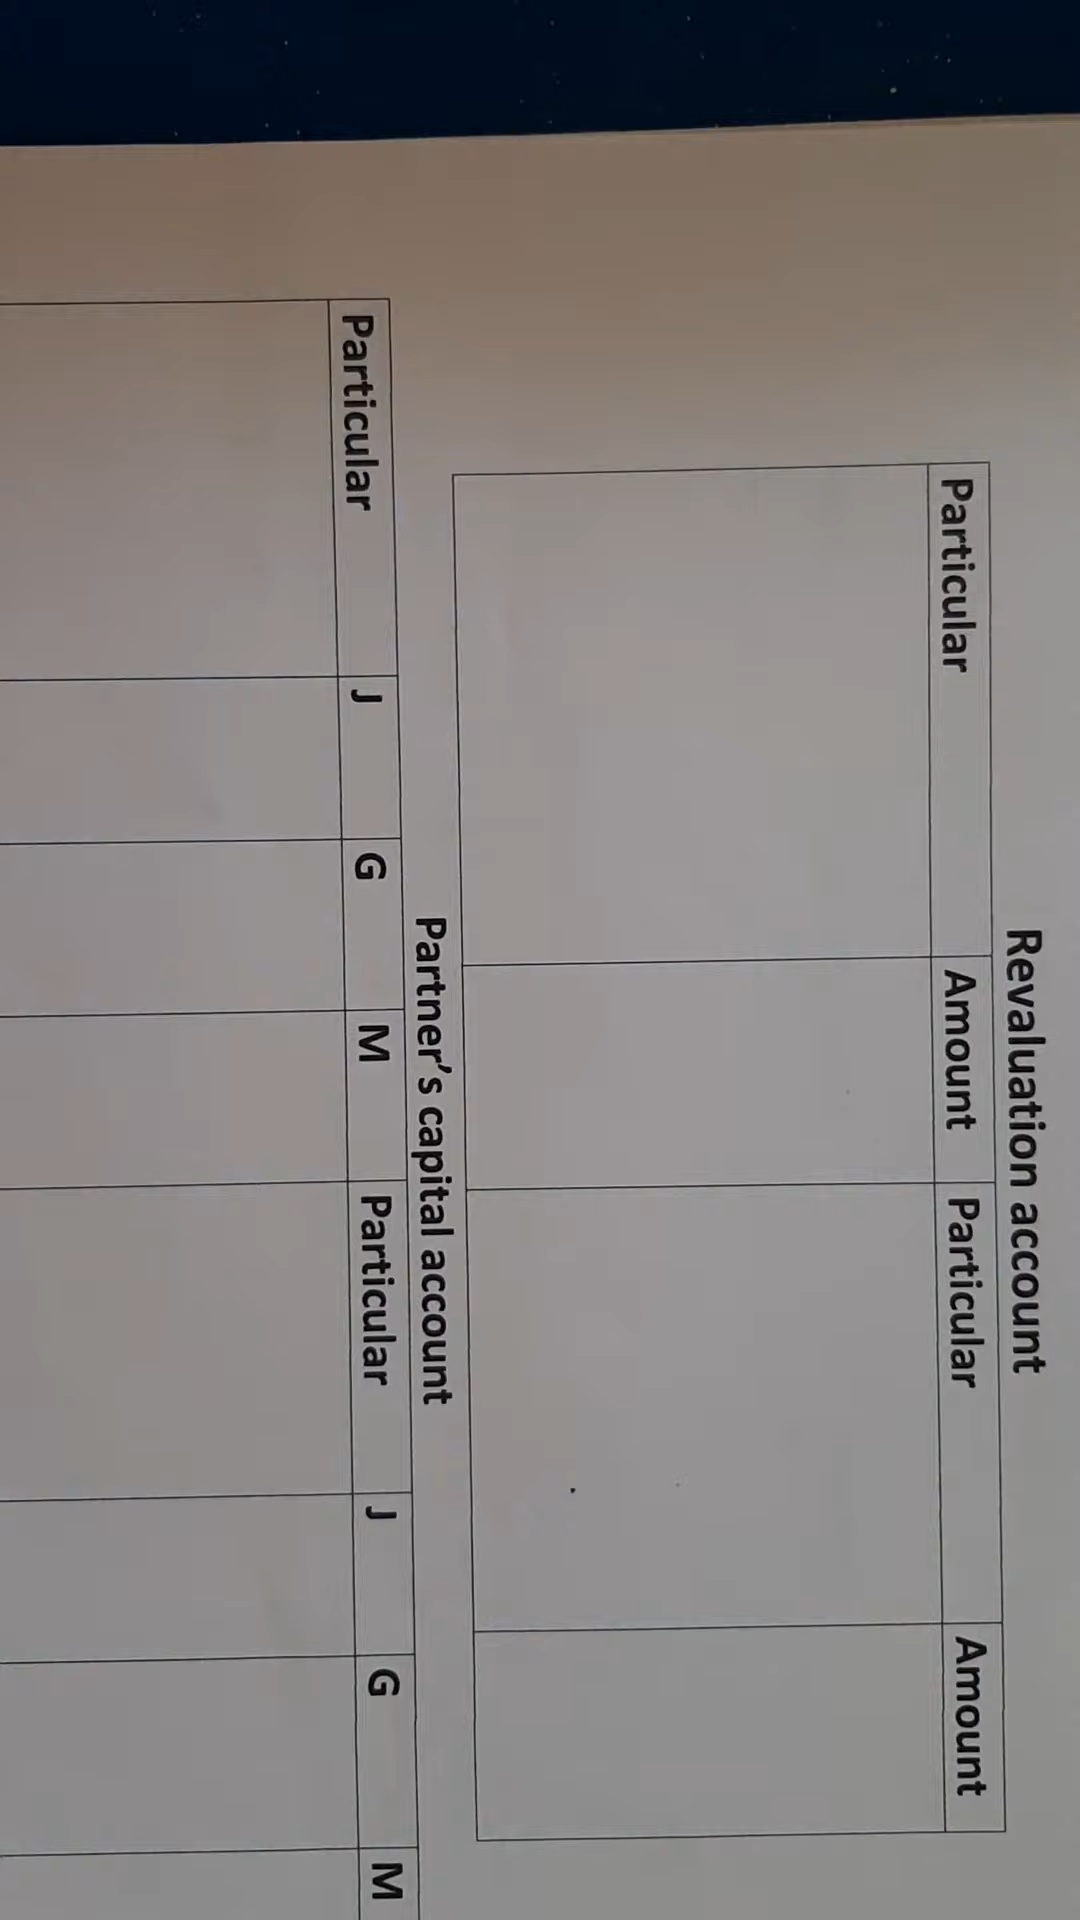 Revaluation account
Particular Amount Particular Amount
Partner's capital account
Particular J G M Particular J G M